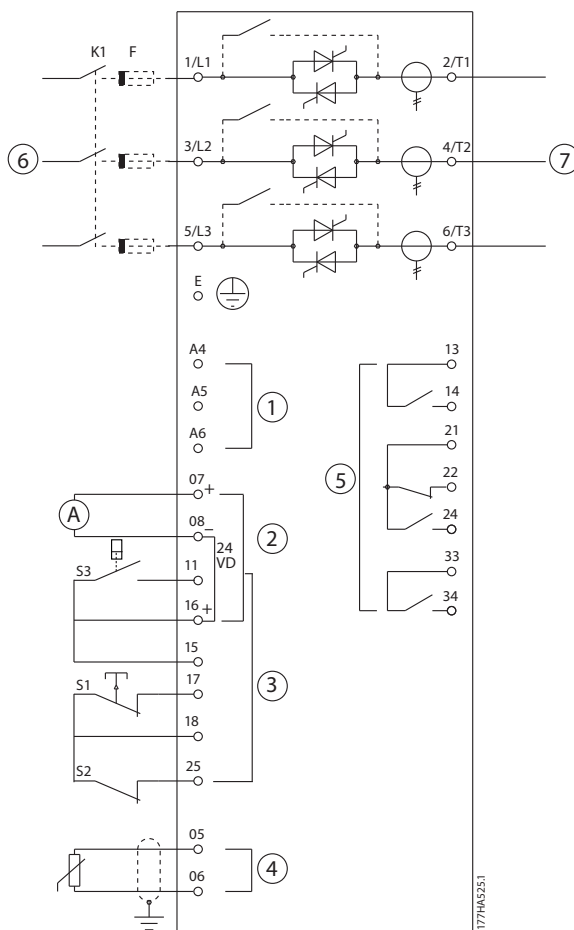 K1 F 1/L1 2/T1
6 3/L2 4/T2 7
5/L3 6/T3
E
A4 13
A5 1 14
A6 21
07 + 5 22
A 08 – 2 24
24
VD
S3 11 33
16 + 34
15
S1 17 3
18
S2 25
05
4
06
177HA525.1